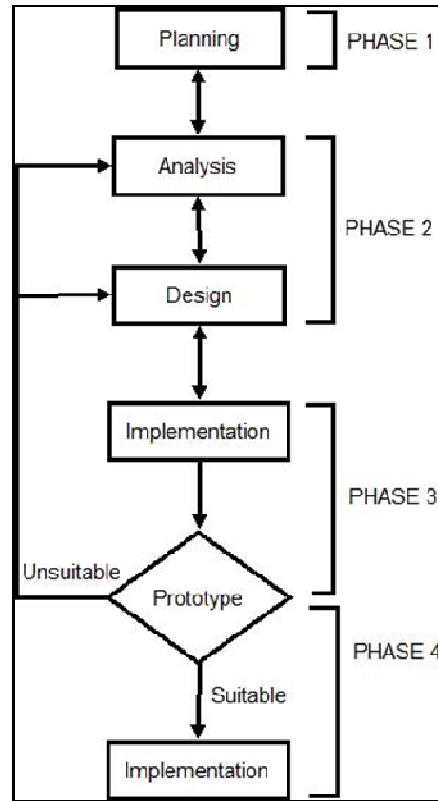 Planning
PHASE 1
Analysis
PHASE 2
Design
Implementation
PHASE 3
Unsuitable
Prototype
PHASE 4
Suitable
Implementation